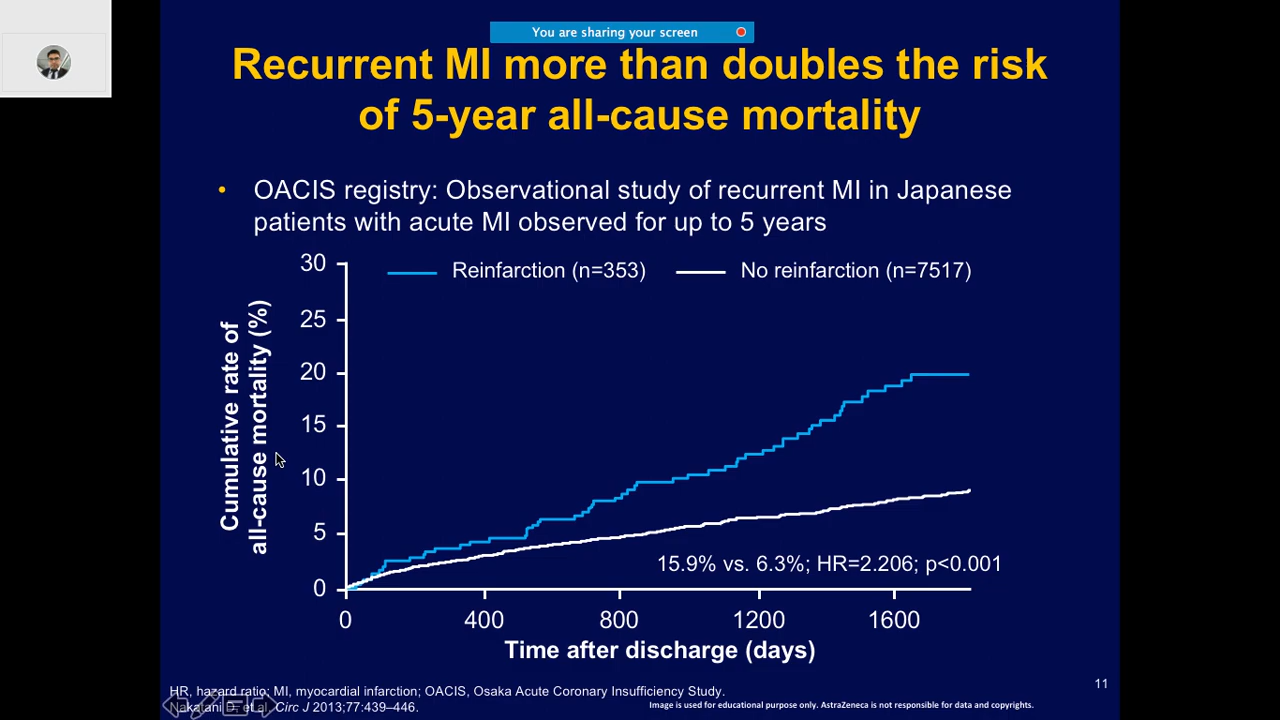 You are sharing your screen
Recurrent MI more than doubles the risk
of 5-year all-cause mortality
• OACIS registry: Observational study of recurrent MI in Japanese
patients with acute MI observed for up to 5 years
Reinfarction (n=353) No reinfarction (n=7517)
Cumulative rate of
all-cause mortality (%)
30
25
20
15
10
5
0
15.9% vs. 6.3%; HR=2.206; p<0.001
0 400 800 1200 1600
Time after discharge (days)
HR, hazard ratio; MI, myocardial infarction; OACIS, Osaka Acute Coronary Insufficiency Study.
Nakatani D, et al. Circ J 2013;77:439–446.
Image is used for educational purpose only. AstraZeneca is not responsible for data and copyrights.
11